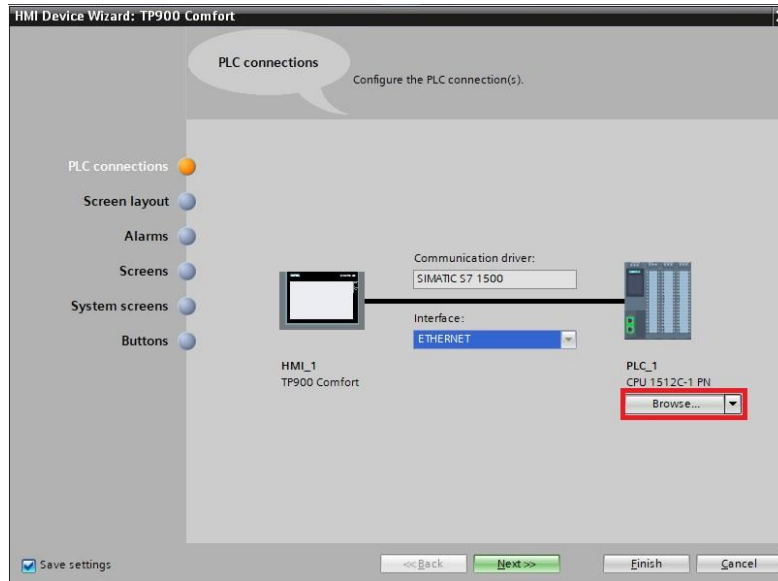 HMI Device Wizard: TP900 Comfort
PLC connections
Configure the PLC connection(s).
PLC connections
Screen layout
Alarms
Screens
System screens
Buttons
Communication driver:
SIMATIC S7 1500
Interface:
ETHERNET
HMI_1
TP900 Comfort
PLC_1
CPU 1512C-1 PN
Browse...
Save settings
<<Back
Next>>
Finish
Cancel